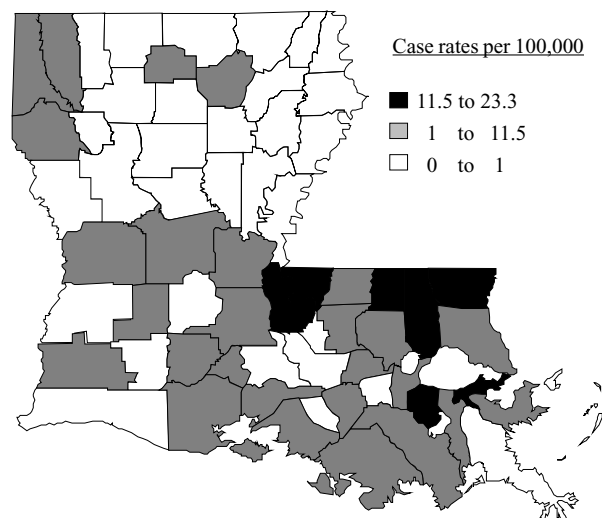 Case rates per 100,000
11.5 to 23.3
1 to 11.5
0 to 1